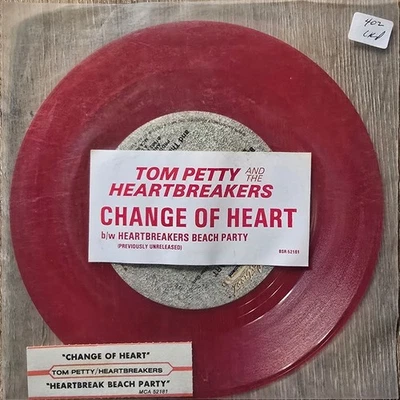 402
TOM PETTY AND THE
HEARTBREAKERS
CHANGE OF HEART
b/w HEARTBREAKERS BEACH PARTY
(PREVIOUSLY UNRELEASED)
"CHANGE OF HEART"
TOM PETTY/HEARTBREAKERS
"HEARTBREAK BEACH PARTY"
MCA 52181